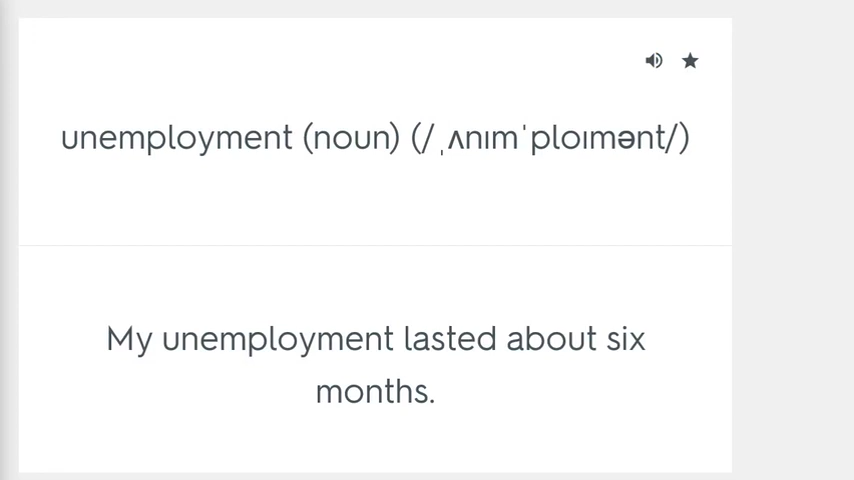 unemployment (noun) (/ˌʌnɪmˈplɔɪmənt/)
My unemployment lasted about six
months.